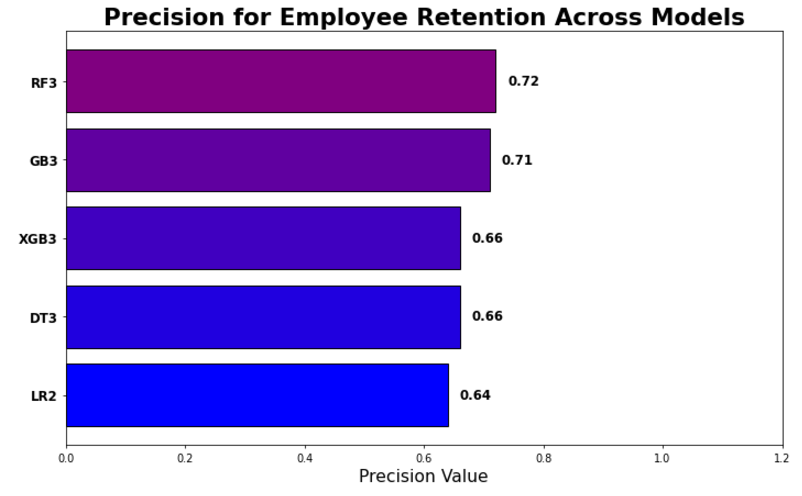 Precision for Employee Retention Across Models
RF3 0.72
GB3 0.71
XGB3 0.66
DT3 0.66
LR2 0.64
0.0 0.2 0.4 0.6 0.8 1.0 1.2
Precision Value